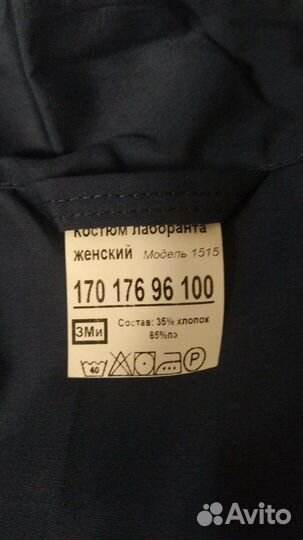 Костюм лаборанта
женский Модель 1515
170 176 96 100
ЗМи Состав: 35% хлопок
65%пэ
40 P
Avito